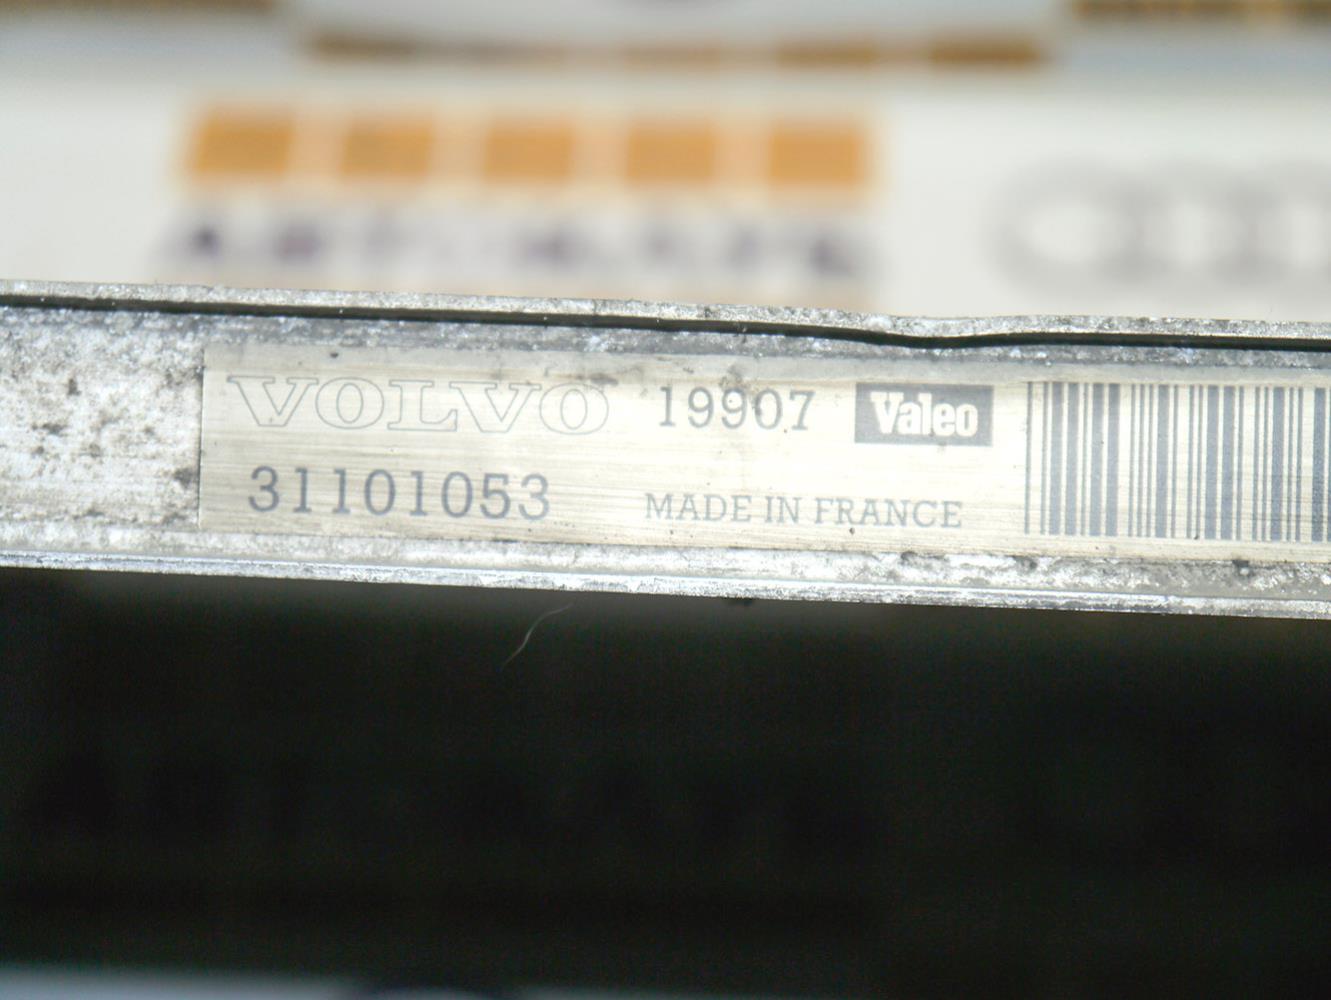 VOLVO 19907 Valeo
31101053 MADE IN FRANCE